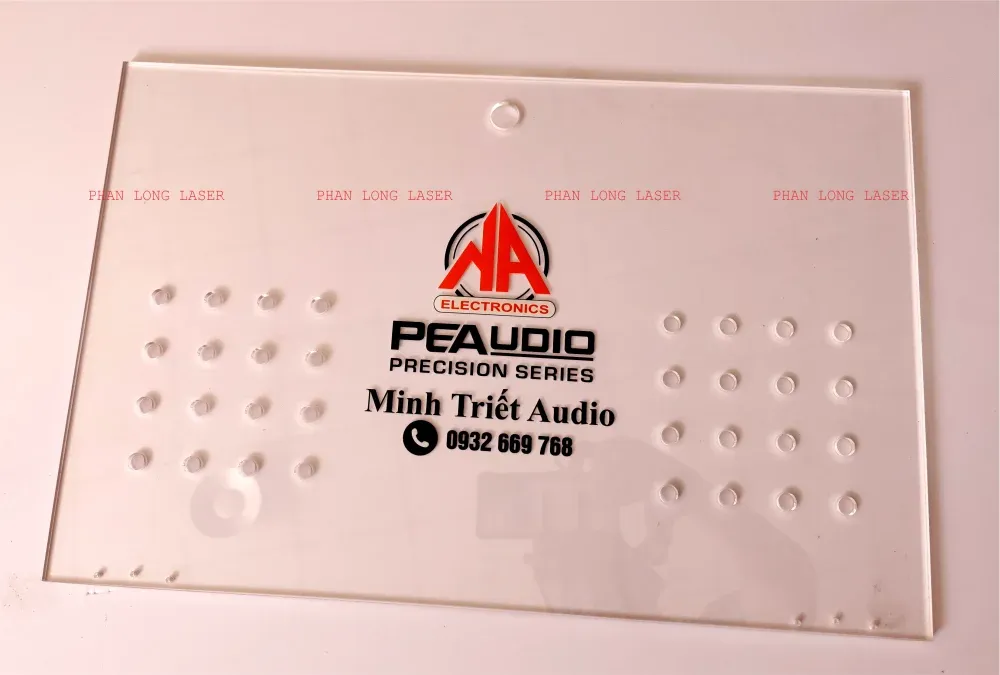 PHAN LONG LASER PHAN LONG LASER PHAN LONG LASER PHAN LONG LASER
NA
ELECTRONICS
PEAUDIO
PRECISION SERIES
Minh Triết Audio
0932 669 768